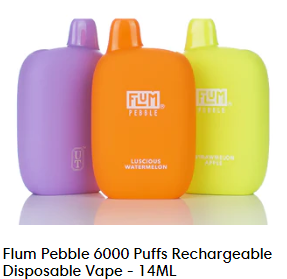 FLUM
PEBBLE
LUSCIOUS
WATERMELON
FLUM
PEBBLE
Flum Pebble 6000 Puffs Rechargeable
Disposable Vape - 14ML